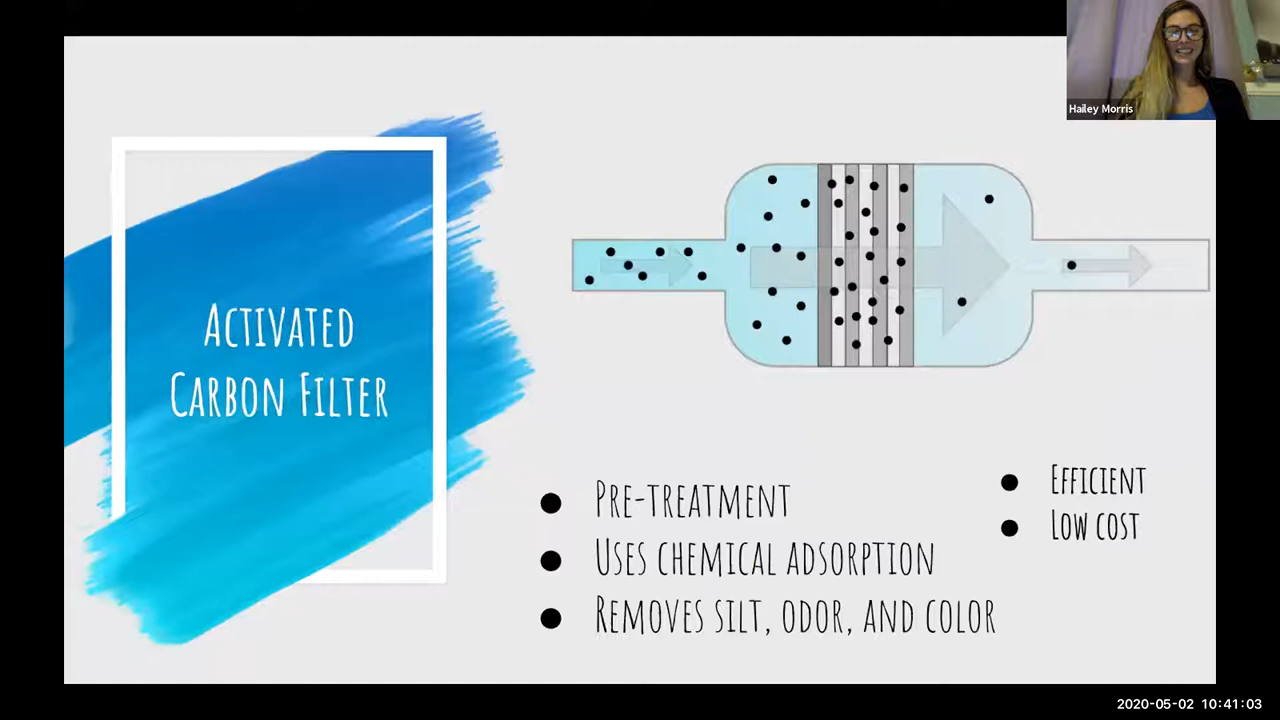 Hailey Morris
Activated
Carbon Filter
Pre-treatment
Uses chemical adsorption
Removes silt, odor, and color
Efficient
Low cost
2020-05-02 10:41:03